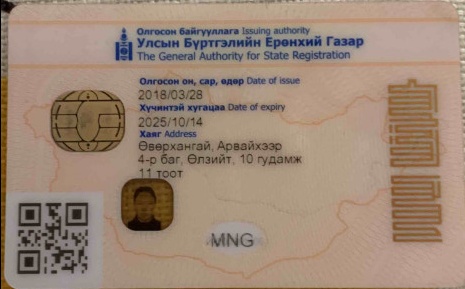 Олгосон байгууллага Issuing authority
Улсын Бүртгэлийн Ерөнхий Газар
The General Authority for State Registration
Олгосон он, сар, өдөр Date of issue
2018/03/28
Хүчинтэй хугацаа Date of expiry
2025/10/14
Хаяг Address
Өвөрхангай, Арвайхээр
4-р баг, Өлзийт, 10 гудамж
11 тоот
MNG